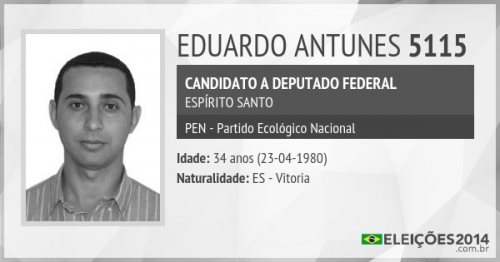 EDUARDO ANTUNES 5115
CANDIDATO A DEPUTADO FEDERAL
ESPÍRITO SANTO
PEN - Partido Ecológico Nacional
Idade: 34 anos (23-04-1980)
Naturalidade: ES - Vitoria
ELEIÇÕES2014
.com.br